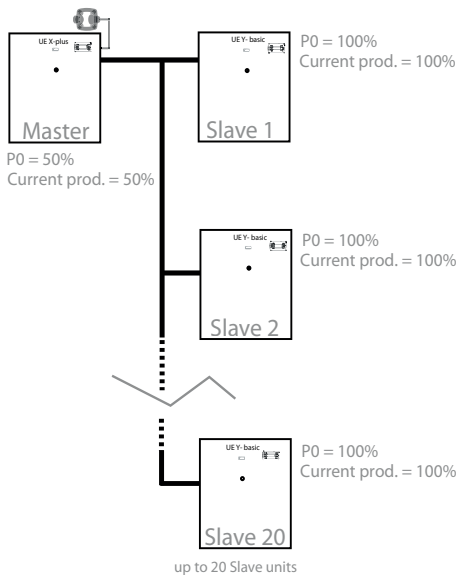 UE X-plus
Master
P0 = 50%
Current prod. = 50%
UE Y- basic
Slave 1
P0 = 100%
Current prod. = 100%
UE Y- basic
Slave 2
P0 = 100%
Current prod. = 100%
UE Y- basic
Slave 20
P0 = 100%
Current prod. = 100%
up to 20 Slave units